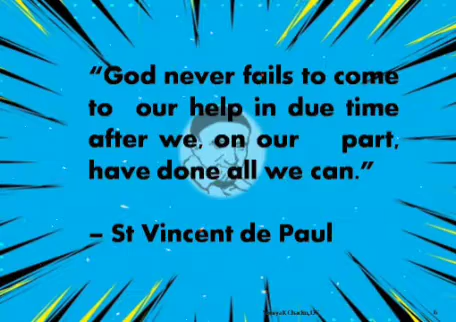 “God never fails to come
to our help in due time
after we, on our part,
have done all we can.”
– St Vincent de Paul
6